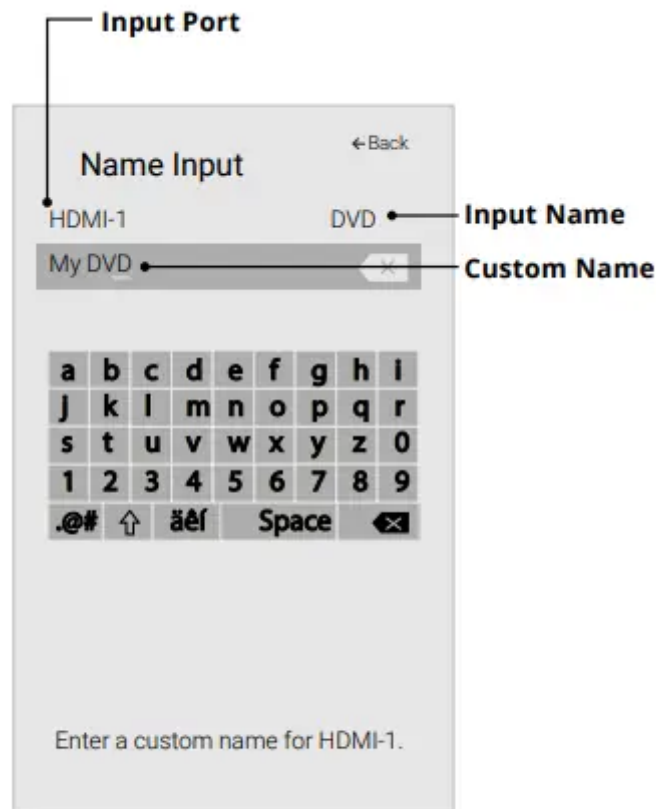 Input Port
←Back
Name Input
HDMI-1 DVD Input Name
My DVD Custom Name
a b c d e f g h i
j k l m n o p q r
s t u v w x y z 0
1 2 3 4 5 6 7 8 9
.@# äêí Space
Enter a custom name for HDMI-1.